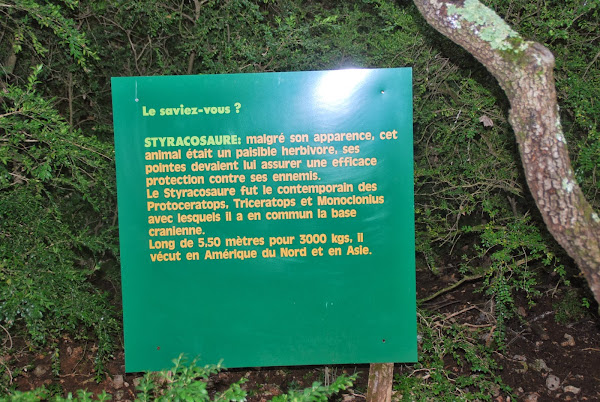 Le saviez-vous ?
STYRACOSAURE: malgré son apparence, cet
animal était un paisible herbivore, ses
pointes devaient lui assurer une efficace
protection contre ses ennemis.
Le Styracosaure fut le contemporain des
Protoceratops, Triceratops et Monoclonius
avec lesquels il a en commun la base
cranienne.
Long de 5,50 mètres pour 3000 kgs, il
vécut en Amérique du Nord et en Asie.